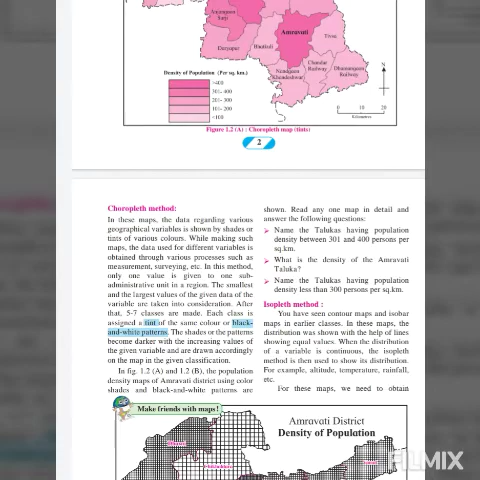 Anjangaon
Surji
Amravati
Tivsa
Daryapur
Bhatkuli
Chandur
Railway
Dhamangaon
Railway
Nandgaon
Khandeshwar
N
Density of Population (Per sq. km.)
>400
301- 400
201- 300
101- 200
<100
0 10 20
Kilometres
Figure 1.2 (A) : Choropleth map (tints)
2
Choropleth method:
In these maps, the data regarding various
geographical variables is shown by shades or
tints of various colours. While making such
maps, the data used for different variables is
obtained through various processes such as
measurement, surveying, etc. In this method,
only one value is given to one sub-
administrative unit in a region. The smallest
and the largest values of the given data of the
variable are taken into consideration. After
that, 5-7 classes are made. Each class is
assigned a tint of the same colour or black-
and-white patterns. The shades or the patterns
become darker with the increasing values of
the given variable and are drawn accordingly
on the map in the given classification.
In fig. 1.2 (A) and 1.2 (B), the population
density maps of Amravati district using color
shades and black-and-white patterns are
shown. Read any one map in detail and
answer the following questions:
➢ Name the Talukas having population
density between 301 and 400 persons per
sq.km.
➢ What is the density of the Amravati
Taluka?
➢ Name the Talukas having population
density less than 300 persons per sq.km.
Isopleth method :
You have seen contour maps and isobar
maps in earlier classes. In these maps, the
distribution was shown with the help of lines
showing equal values. When the distribution
of a variable is continuous, the isopleth
method is then used to show its distribution.
For example, altitude, temperature, rainfall,
etc.
For these maps, we need to obtain
Make friends with maps!
Amravati District
Density of Population
FILMIX